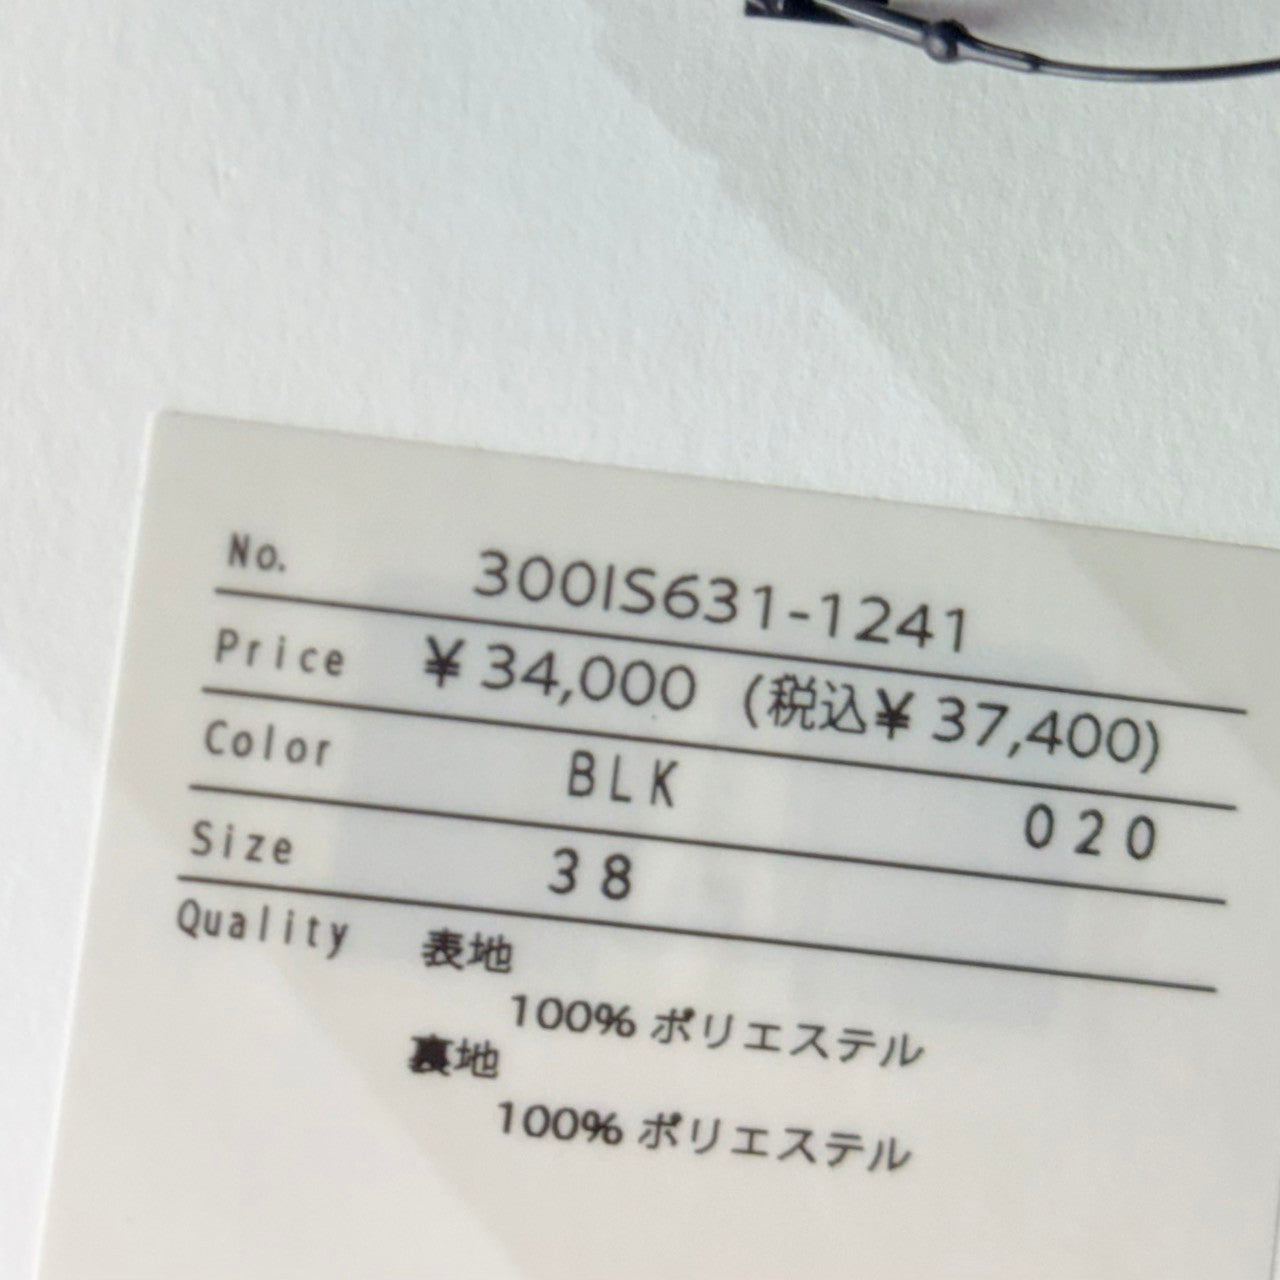 No. 300IS631-1241
Price ¥34,000 (税込¥37,400)
Color BLK 020
Size 38
Quality 表地
100% ポリエステル
裏地
100% ポリエステル